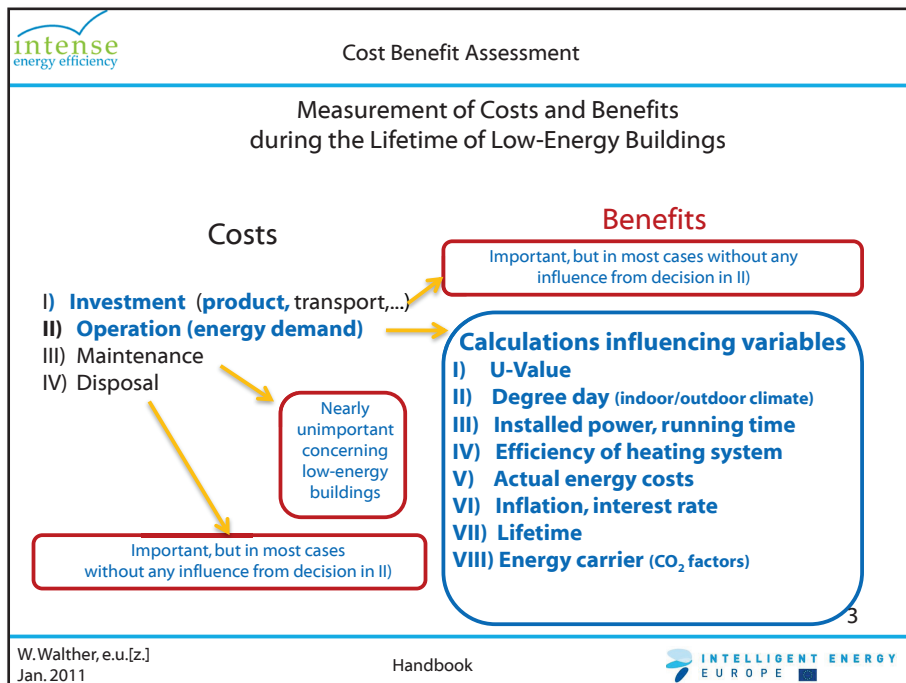 intense
energy efficiency
Cost Benefit Assessment
Measurement of Costs and Benefits
during the Lifetime of Low-Energy Buildings
Costs
I) Investment (product, transport,...)
II) Operation (energy demand)
III) Maintenance
IV) Disposal
Nearly
unimportant
concerning
low-energy
buildings
Important, but in most cases
without any influence from decision in II)
Benefits
Important, but in most cases without any
influence from decision in II)
Calculations influencing variables
I) U-Value
II) Degree day (indoor/outdoor climate)
III) Installed power, running time
IV) Efficiency of heating system
V) Actual energy costs
VI) Inflation, interest rate
VII) Lifetime
VIII) Energy carrier (CO₂ factors)
3
W. Walther, e.u.[z.]
Jan. 2011
Handbook
INTELLIGENT ENERGY
EUROPE